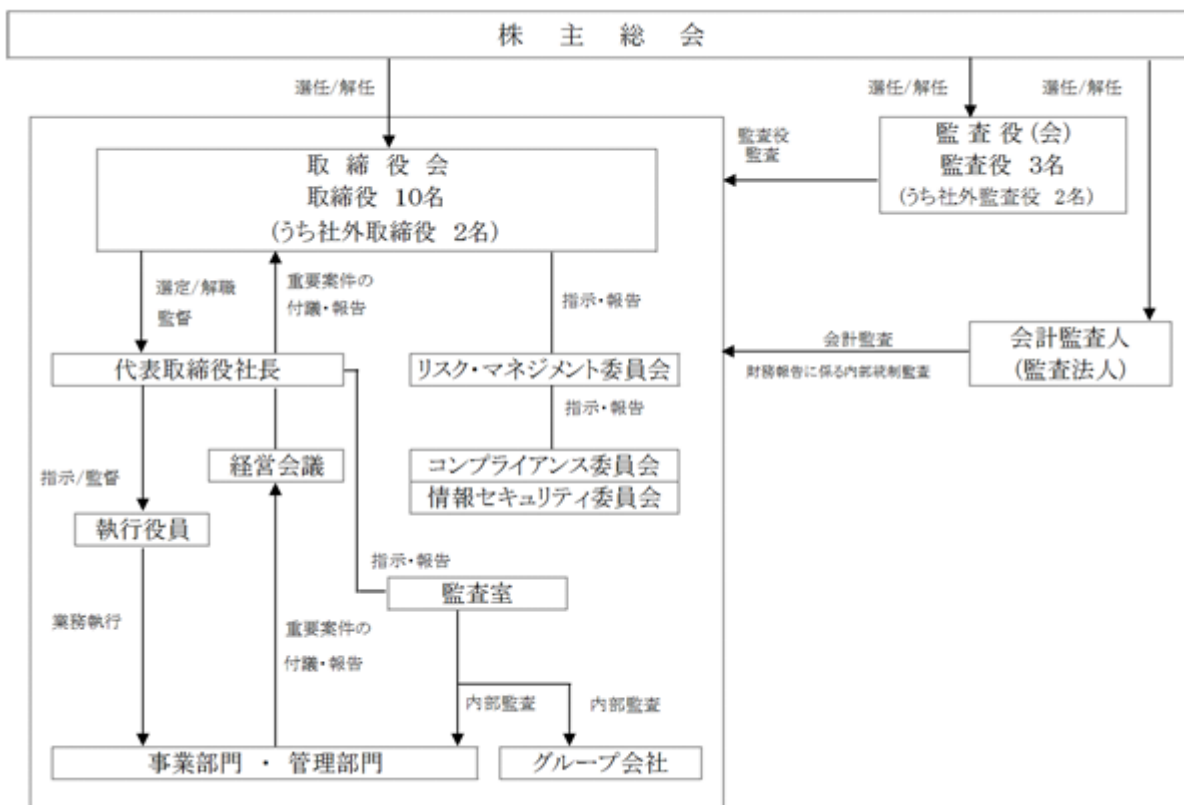 株 主 総 会
選任/解任
選任/解任
選任/解任
監 査 役 (会)
監査役 3名
(うち社外監査役 2名)
監査役
監査
取 締 役 会
取締役 10名
(うち社外取締役 2名)
選定/解職
監督
重要案件の
付議・報告
指示・報告
会計監査
財務報告に係る内部統制監査
会計監査人
(監査法人)
代表取締役社長
リスク・マネジメント委員会
指示・報告
指示/監督
経営会議
コンプライアンス委員会
情報セキュリティ委員会
執行役員
指示・報告
監査室
業務執行
重要案件の
付議・報告
内部監査
内部監査
事業部門 ・ 管理部門
グループ会社